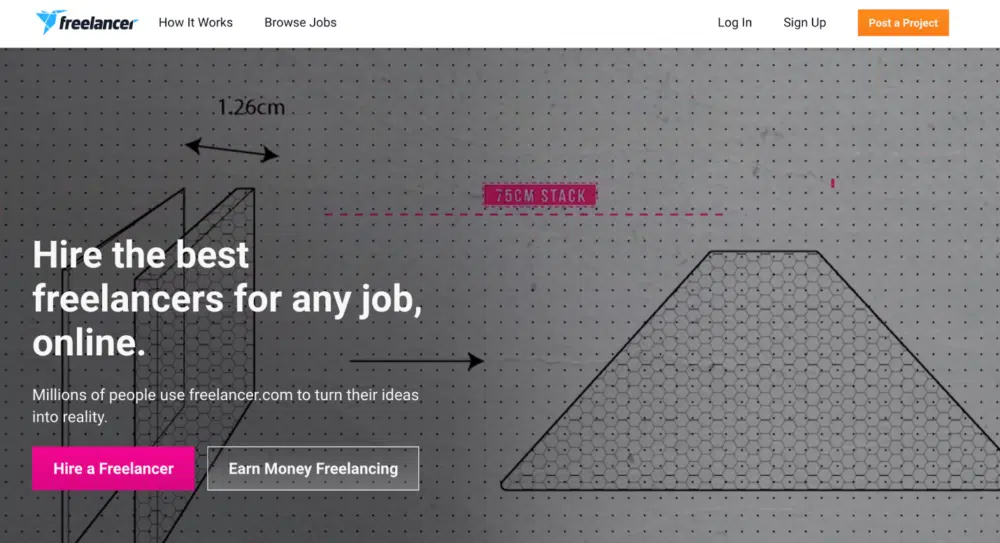 freelancer
How It Works
Browse Jobs
Log In
Sign Up
Post a Project
1.26cm
75CM STACK
Hire the best
freelancers for any job,
online.
Millions of people use freelancer.com to turn their ideas
into reality.
Hire a Freelancer
Earn Money Freelancing